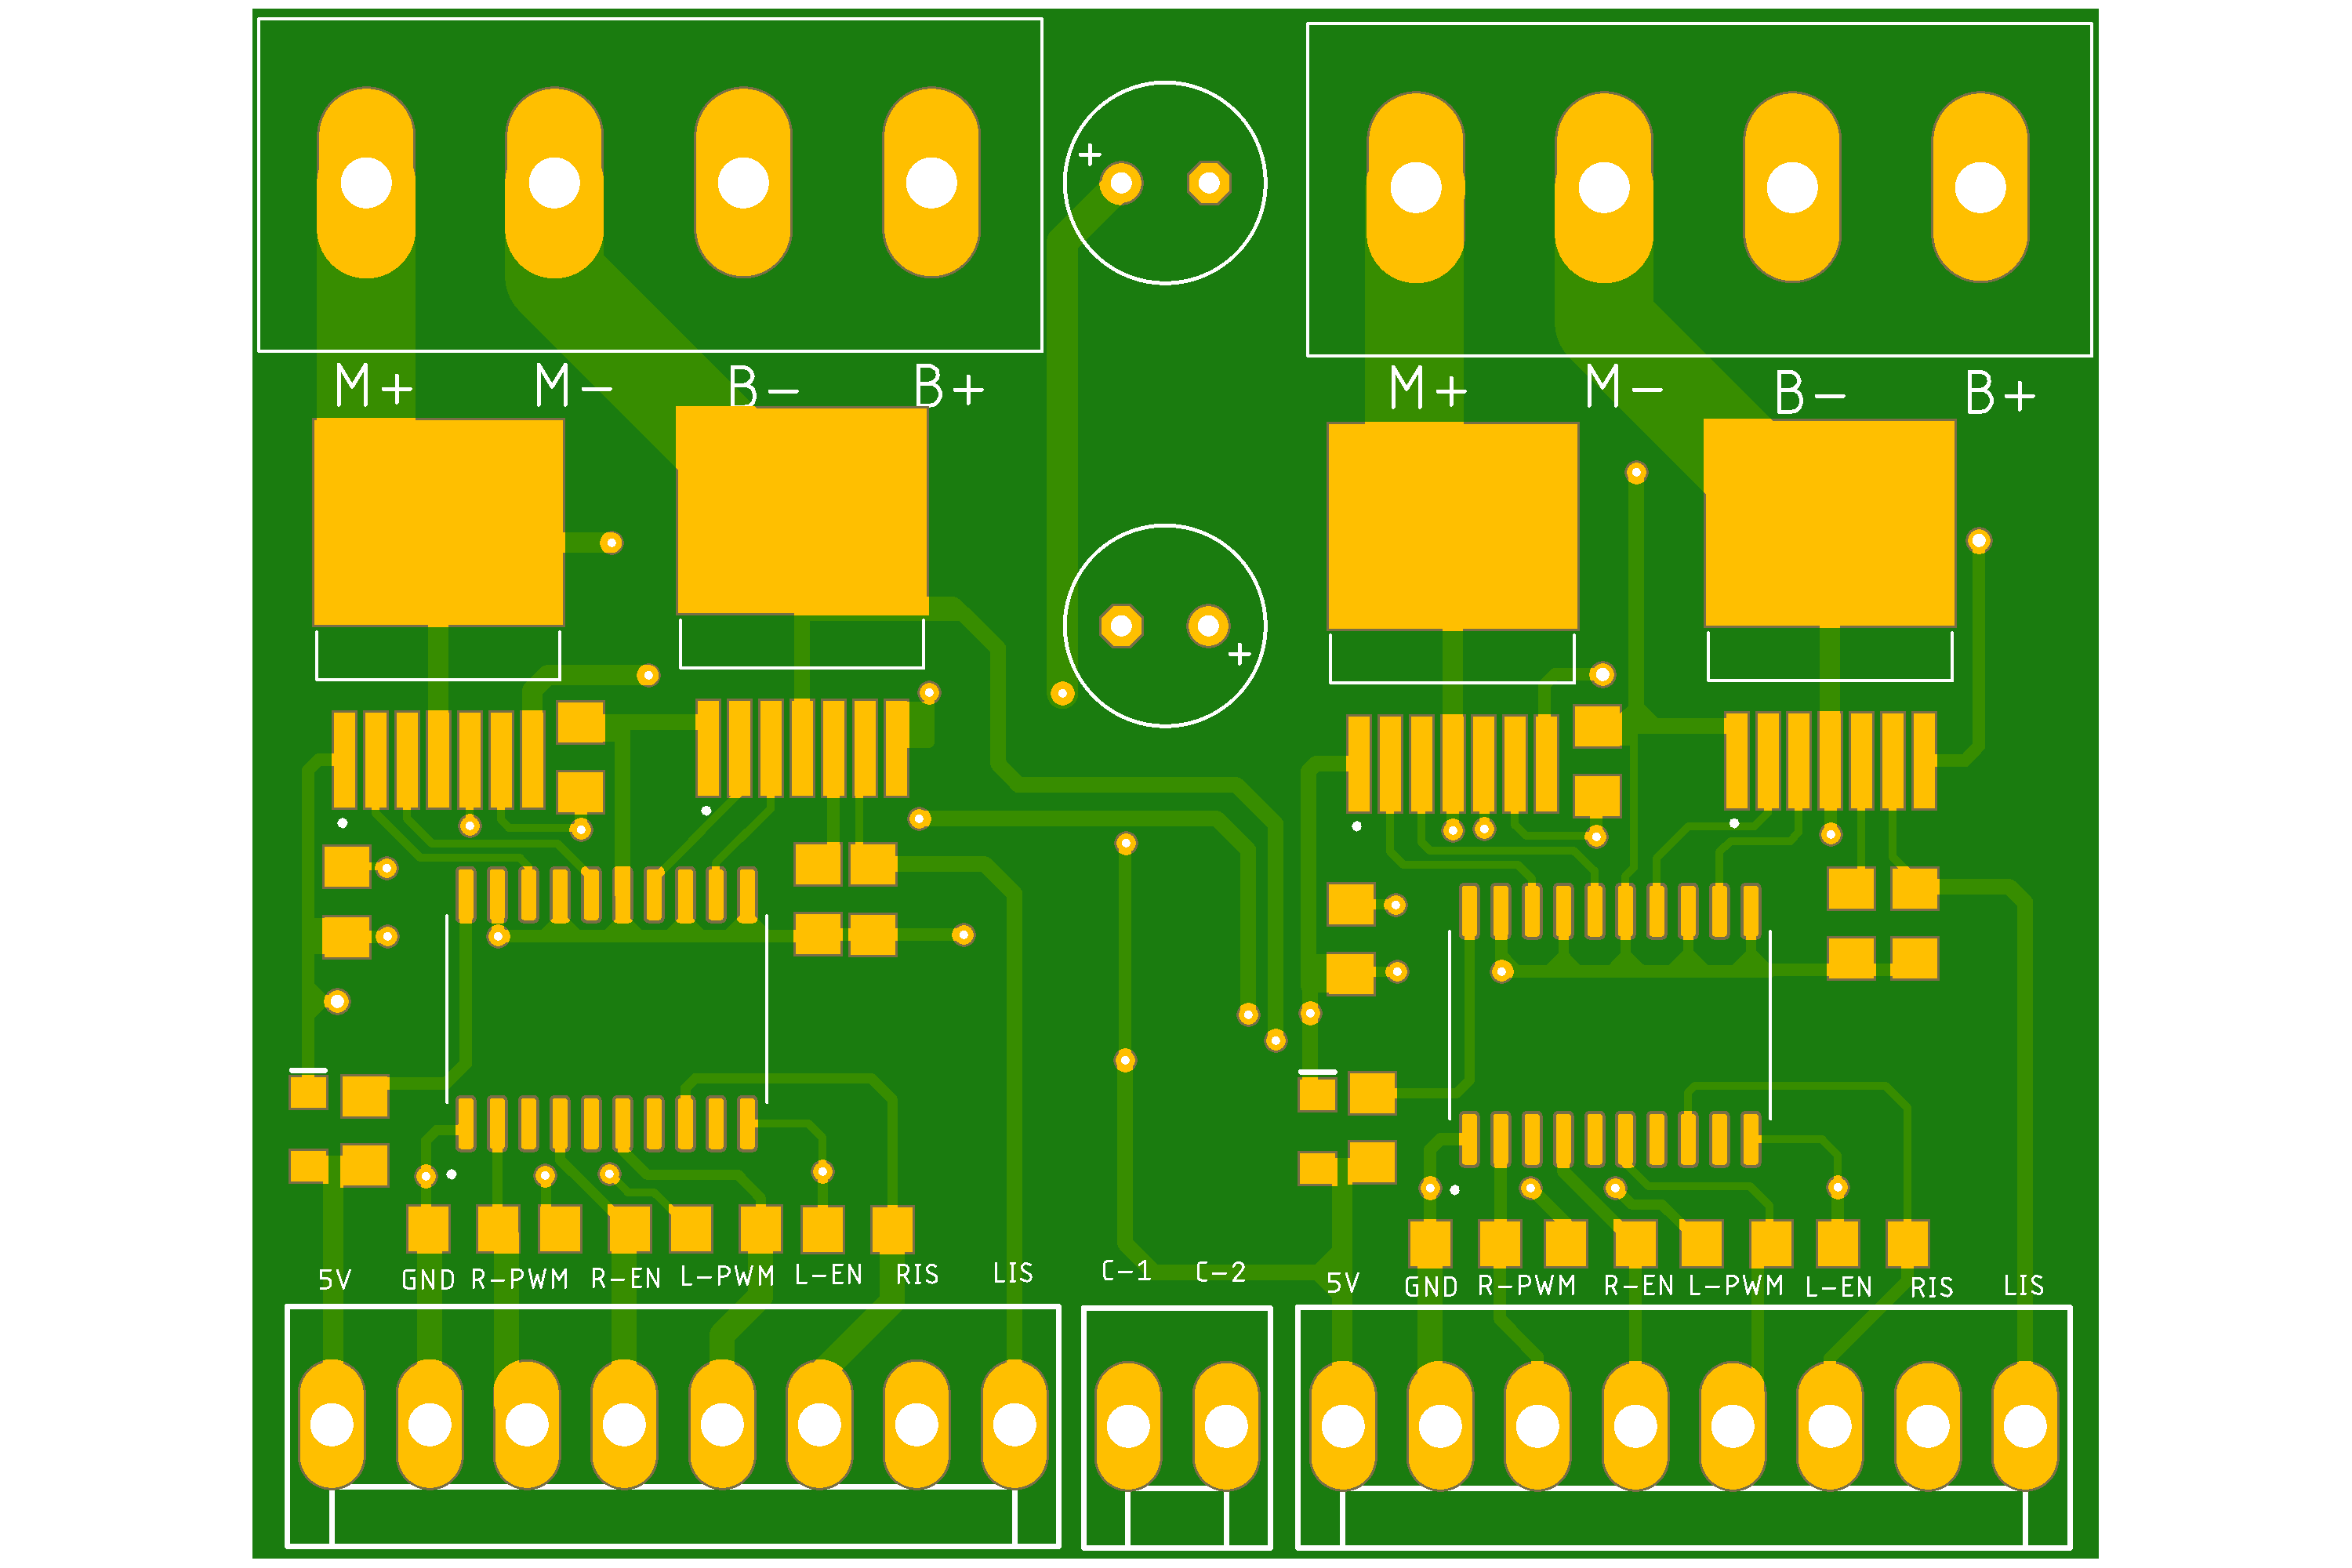 +
M+ M- B- B+ M+ M- B- B+
+
5V GND R-PWM R-EN L-PWM L-EN RIS LIS C-1 C-2 5V GND R-PWM R-EN L-PWM L-EN RIS LIS